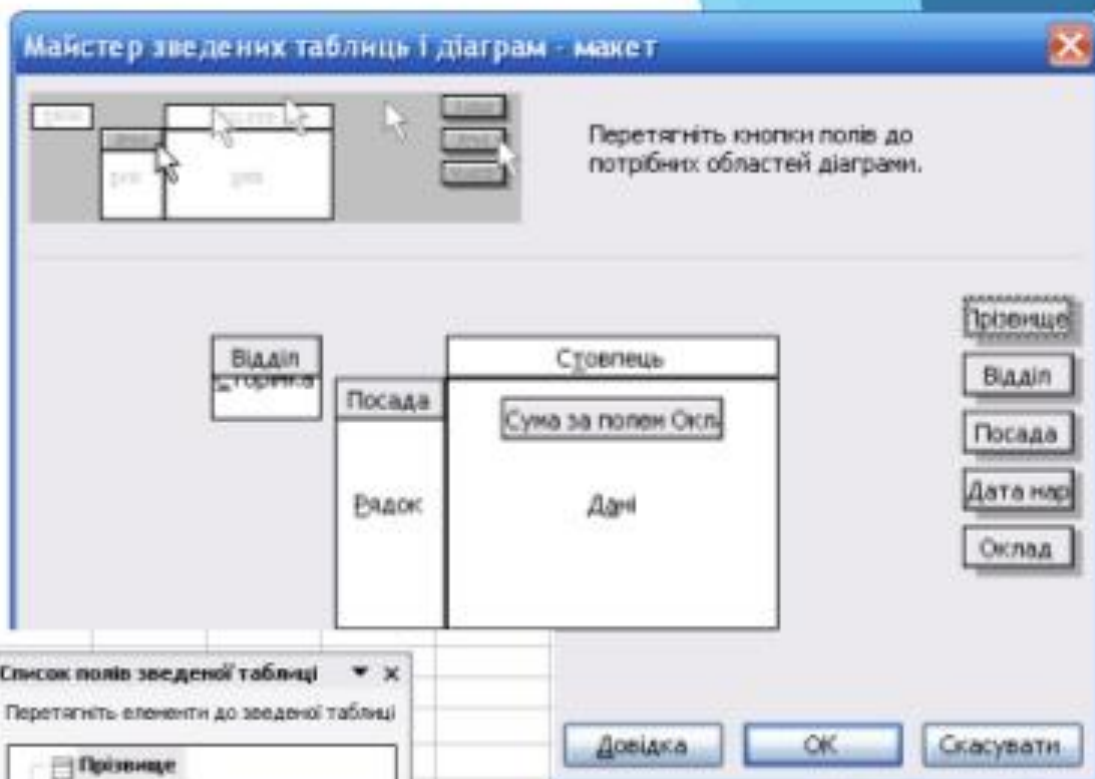 Майстер зведених таблиць і діаграм - макет
Перетягніть кнопки полів до
потрібних областей діаграми.
Прізвище
Відділ
Стовпець
Сторінка
Відділ
Посада
Сума за полем Окл
Посада
Рядок
Дані
Дата нар
Оклад
Список полів зведеної таблиці
Перетягніть елементи до зведеної таблиці
Прізвище
Довідка
ОК
Скасувати